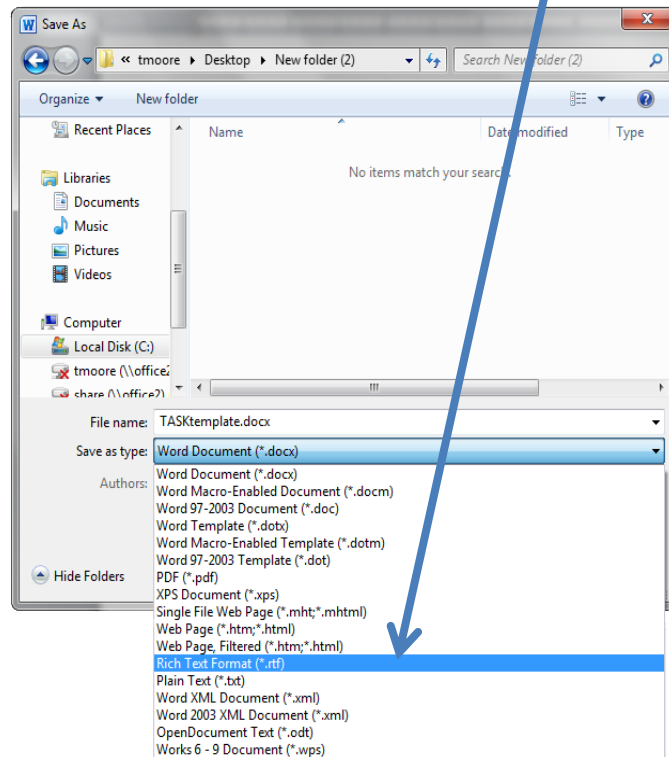 Save As
« tmoore ▸ Desktop ▸ New folder (2)
Search New folder (2)
Organize ▾ New folder
Recent Places
Name Date modified Type
No items match your search.
Libraries
Documents
Music
Pictures
Videos
Computer
Local Disk (C:)
tmoore (\\office2
share (\\office2)
File name: TASKtemplate.docx
Save as type: Word Document (*.docx)
Authors:
Word Document (*.docx)
Word Macro-Enabled Document (*.docm)
Word 97-2003 Document (*.doc)
Word Template (*.dotx)
Word Macro-Enabled Template (*.dotm)
Word 97-2003 Template (*.dot)
Hide Folders
PDF (*.pdf)
XPS Document (*.xps)
Single File Web Page (*.mht;*.mhtml)
Web Page (*.htm;*.html)
Web Page, Filtered (*.htm;*.html)
Rich Text Format (*.rtf)
Plain Text (*.txt)
Word XML Document (*.xml)
Word 2003 XML Document (*.xml)
OpenDocument Text (*.odt)
Works 6 - 9 Document (*.wps)